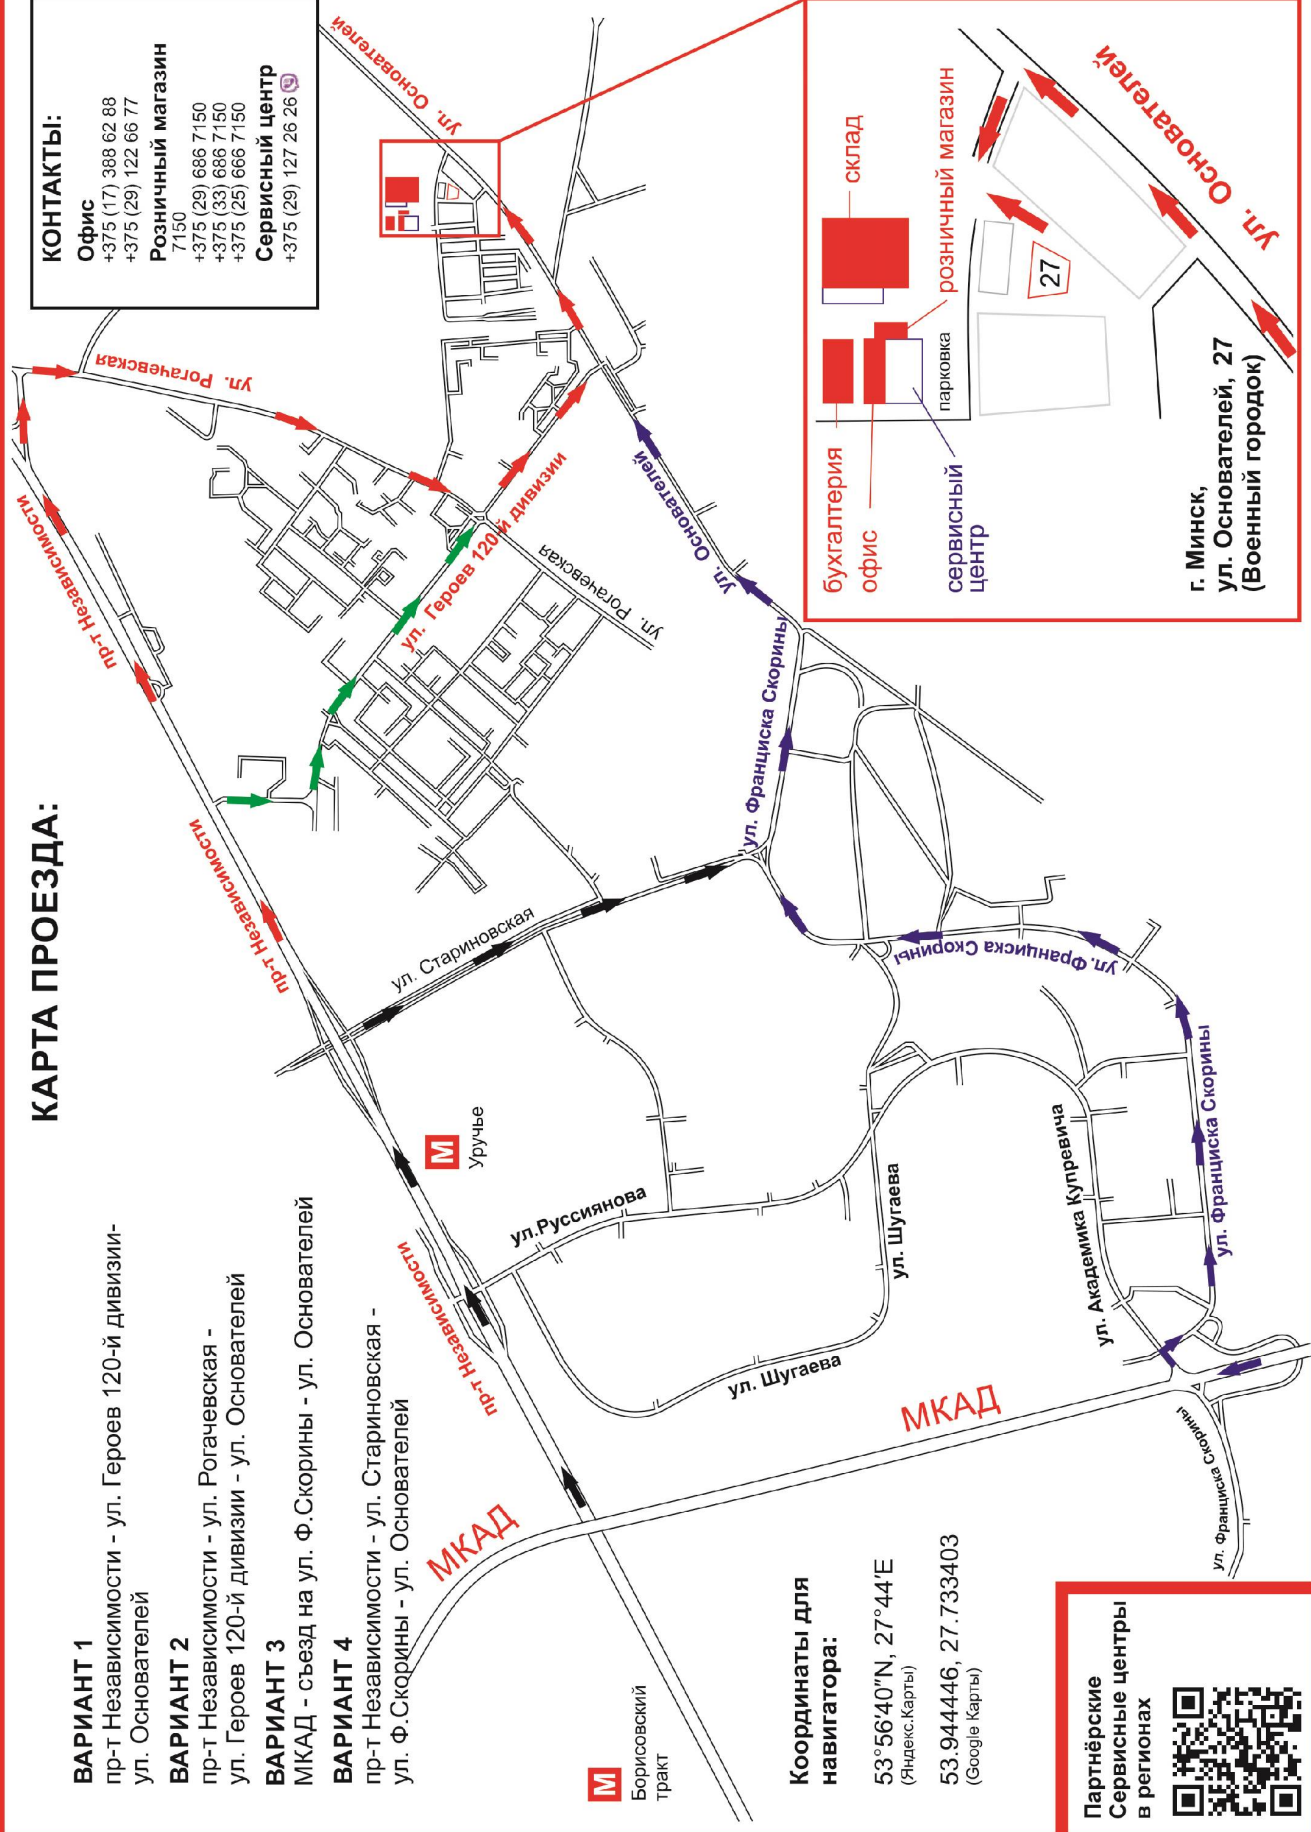 КАРТА ПРОЕЗДА:
ВАРИАНТ 1
пр-т Независимости - ул. Героев 120-й дивизии-
ул. Основателей
ВАРИАНТ 2
пр-т Независимости - ул. Рогачевская -
ул. Героев 120-й дивизии - ул. Основателей
ВАРИАНТ 3
МКАД - съезд на ул. Ф.Скорины - ул. Основателей
ВАРИАНТ 4
пр-т Независимости - ул. Стариновская -
ул. Ф.Скорины - ул. Основателей
КОНТАКТЫ:
Офис
+375 (17) 388 62 88
+375 (29) 122 66 77
Розничный магазин
7150
+375 (29) 686 7150
+375 (33) 686 7150
+375 (25) 666 7150
Сервисный центр
+375 (29) 127 26 26
пр-т Независимости
пр-т Независимости
пр-т Независимости
ул. Рогачевская
ул. Рогачевская
ул. Героев 120-й дивизии
ул. Основателей
ул. Основателей
ул. Стариновская
ул. Франциска Скорины
ул. Франциска Скорины
ул. Франциска Скорины
ул. Франциска Скорины
М
Уручье
ул.Руссиянова
ул. Шугаева
ул. Шугаева
ул. Академика Купревича
МКАД
МКАД
М
Борисовский
тракт
Координаты для
навигатора:
53°56'40"N, 27°44'E
(Яндекс.Карты)
53.944446, 27.733403
(Google Карты)
Партнёрские
Сервисные центры
в регионах
бухгалтерия
офис
сервисный
центр
парковка
склад
розничный магазин
27
ул. Основателей
г. Минск,
ул. Основателей, 27
(Военный городок)